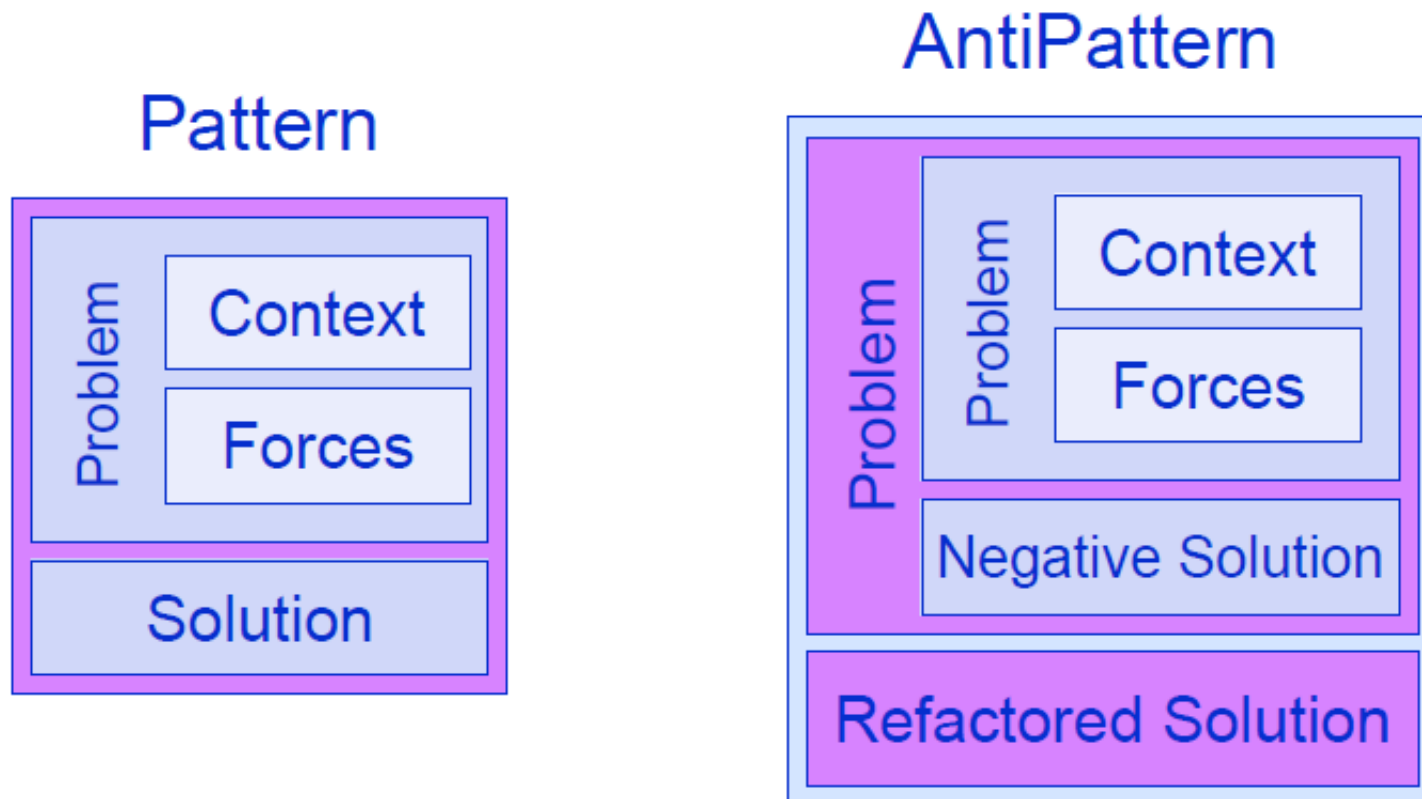 Pattern
Problem
Context
Forces
Solution
AntiPattern
Problem
Problem
Context
Forces
Negative Solution
Refactored Solution